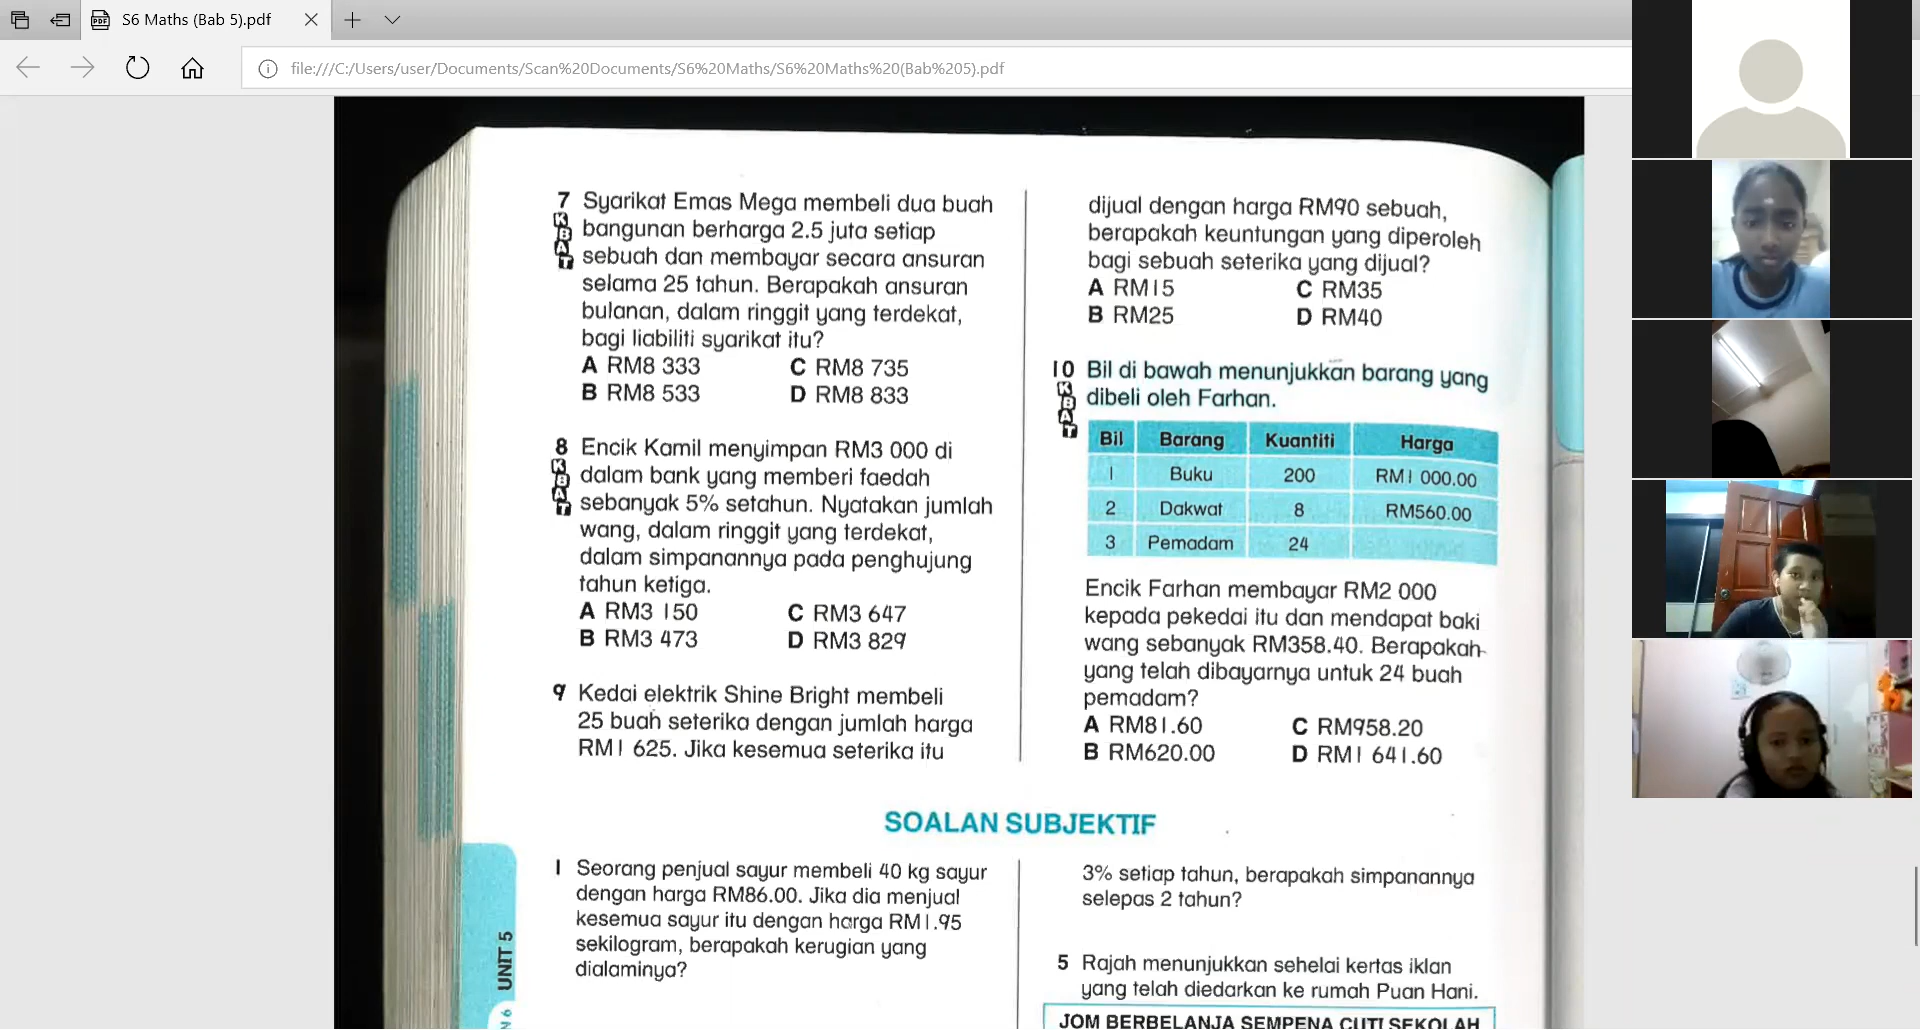 S6 Maths (Bab 5).pdf
file:///C:/Users/user/Documents/Scan%20Documents/S6%20Maths/S6%20Maths%20(Bab%205).pdf
7 Syarikat Emas Mega membeli dua buah
KBAT
bangunan berharga 2.5 juta setiap
sebuah dan membayar secara ansuran
selama 25 tahun. Berapakah ansuran
bulanan, dalam ringgit yang terdekat,
bagi liabiliti syarikat itu?
A RM8 333 C RM8 735
B RM8 533 D RM8 833
8 Encik Kamil menyimpan RM3 000 di
KBAT
dalam bank yang memberi faedah
sebanyak 5% setahun. Nyatakan jumlah
wang, dalam ringgit yang terdekat,
dalam simpanannya pada penghujung
tahun ketiga.
A RM3 150 C RM3 647
B RM3 473 D RM3 829
9 Kedai elektrik Shine Bright membeli
25 buah seterika dengan jumlah harga
RM1 625. Jika kesemua seterika itu
dijual dengan harga RM90 sebuah,
berapakah keuntungan yang diperoleh
bagi sebuah seterika yang dijual?
A RM15 C RM35
B RM25 D RM40
10 Bil di bawah menunjukkan barang yang
KBAT
dibeli oleh Farhan.
Bil Barang Kuantiti Harga
1 Buku 200 RM1 000.00
2 Dakwat 8 RM560.00
3 Pemadam 24
Encik Farhan membayar RM2 000
kepada pekedai itu dan mendapat baki
wang sebanyak RM358.40. Berapakah
yang telah dibayarnya untuk 24 buah
pemadam?
A RM81.60 C RM958.20
B RM620.00 D RM1 641.60
SOALAN SUBJEKTIF
1 Seorang penjual sayur membeli 40 kg sayur
dengan harga RM86.00. Jika dia menjual
kesemua sayur itu dengan harga RM1.95
sekilogram, berapakah kerugian yang
dialaminya?
3% setiap tahun, berapakah simpanannya
selepas 2 tahun?
5 Rajah menunjukkan sehelai kertas iklan
yang telah diedarkan ke rumah Puan Hani.
JOM BERBELANJA SEMPENA CUTI SEKOLAH
UNIT 5